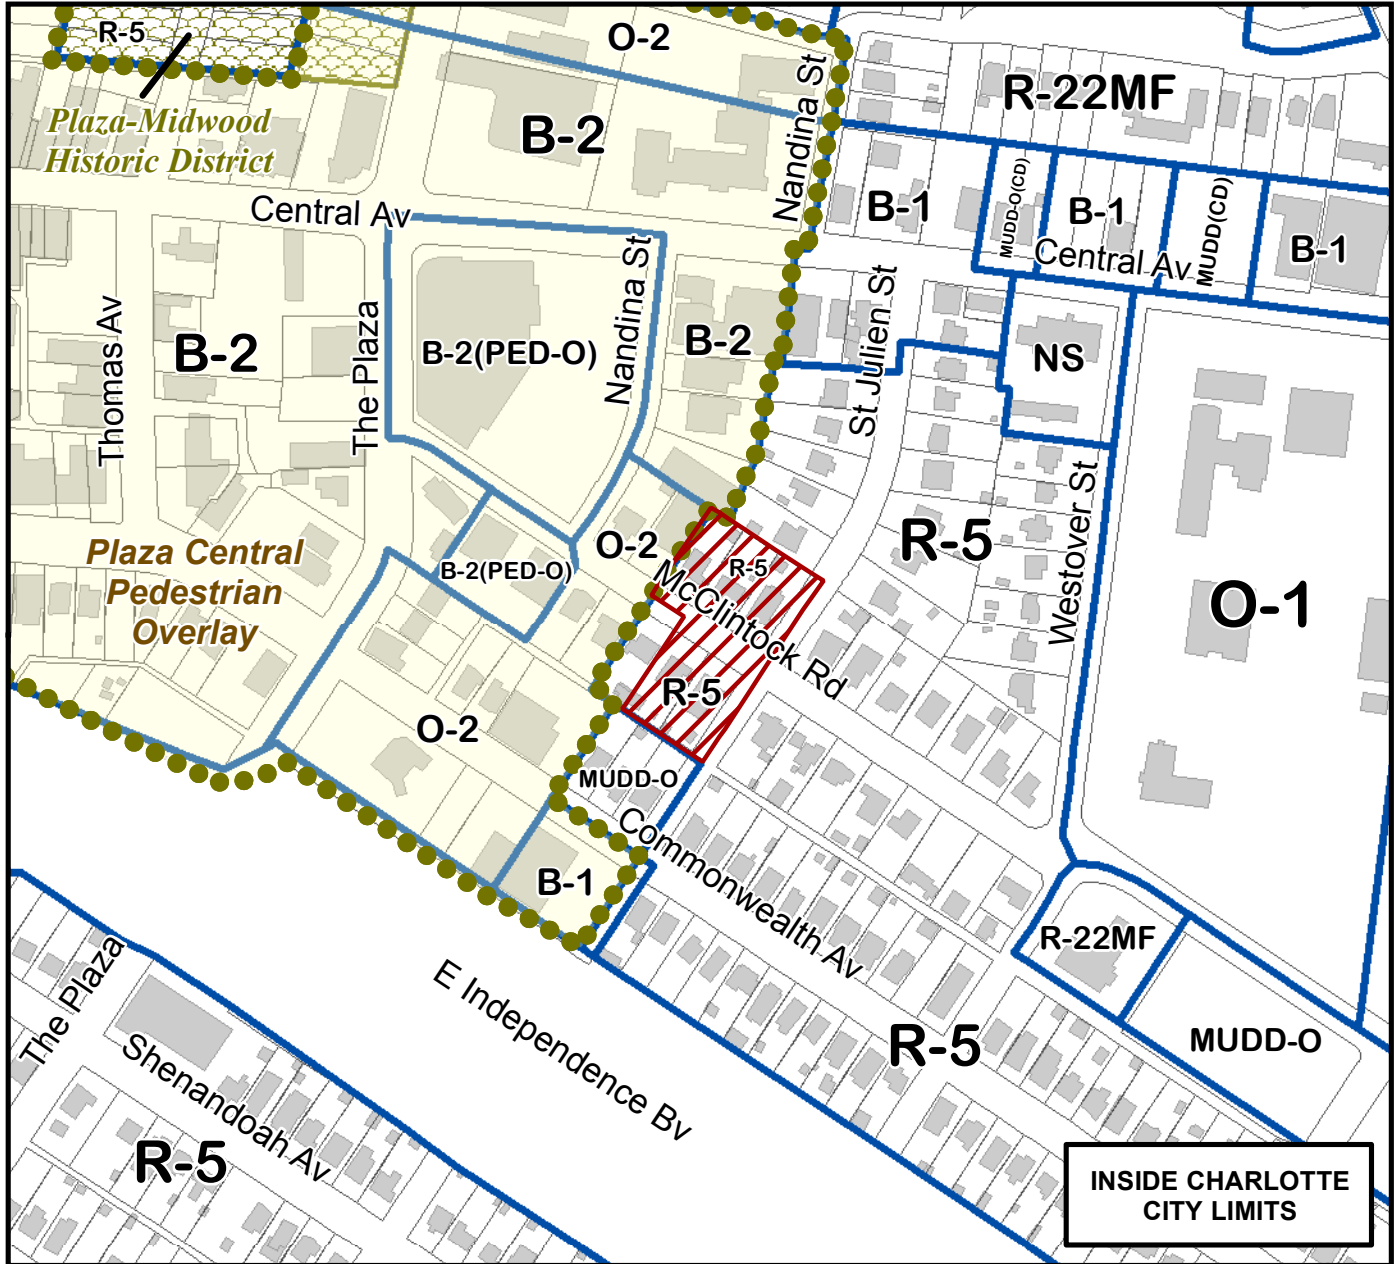 R-5
O-2
R-22MF
Plaza-Midwood
Historic District
B-2
Nandina St
Central Av
B-1
MUDD-O(CD)
B-1
MUDD(CD)
B-1
Central Av
Nandina St
St Julien St
Thomas Av
B-2
The Plaza
B-2(PED-O)
B-2
NS
Westover St
R-5
O-1
Plaza Central
Pedestrian
Overlay
B-2(PED-O)
O-2
R-5
McClintock Rd
R-5
O-2
MUDD-O
Commonwealth Av
B-1
R-22MF
MUDD-O
The Plaza
E Independence Bv
R-5
Shenandoah Av
R-5
INSIDE CHARLOTTE
CITY LIMITS